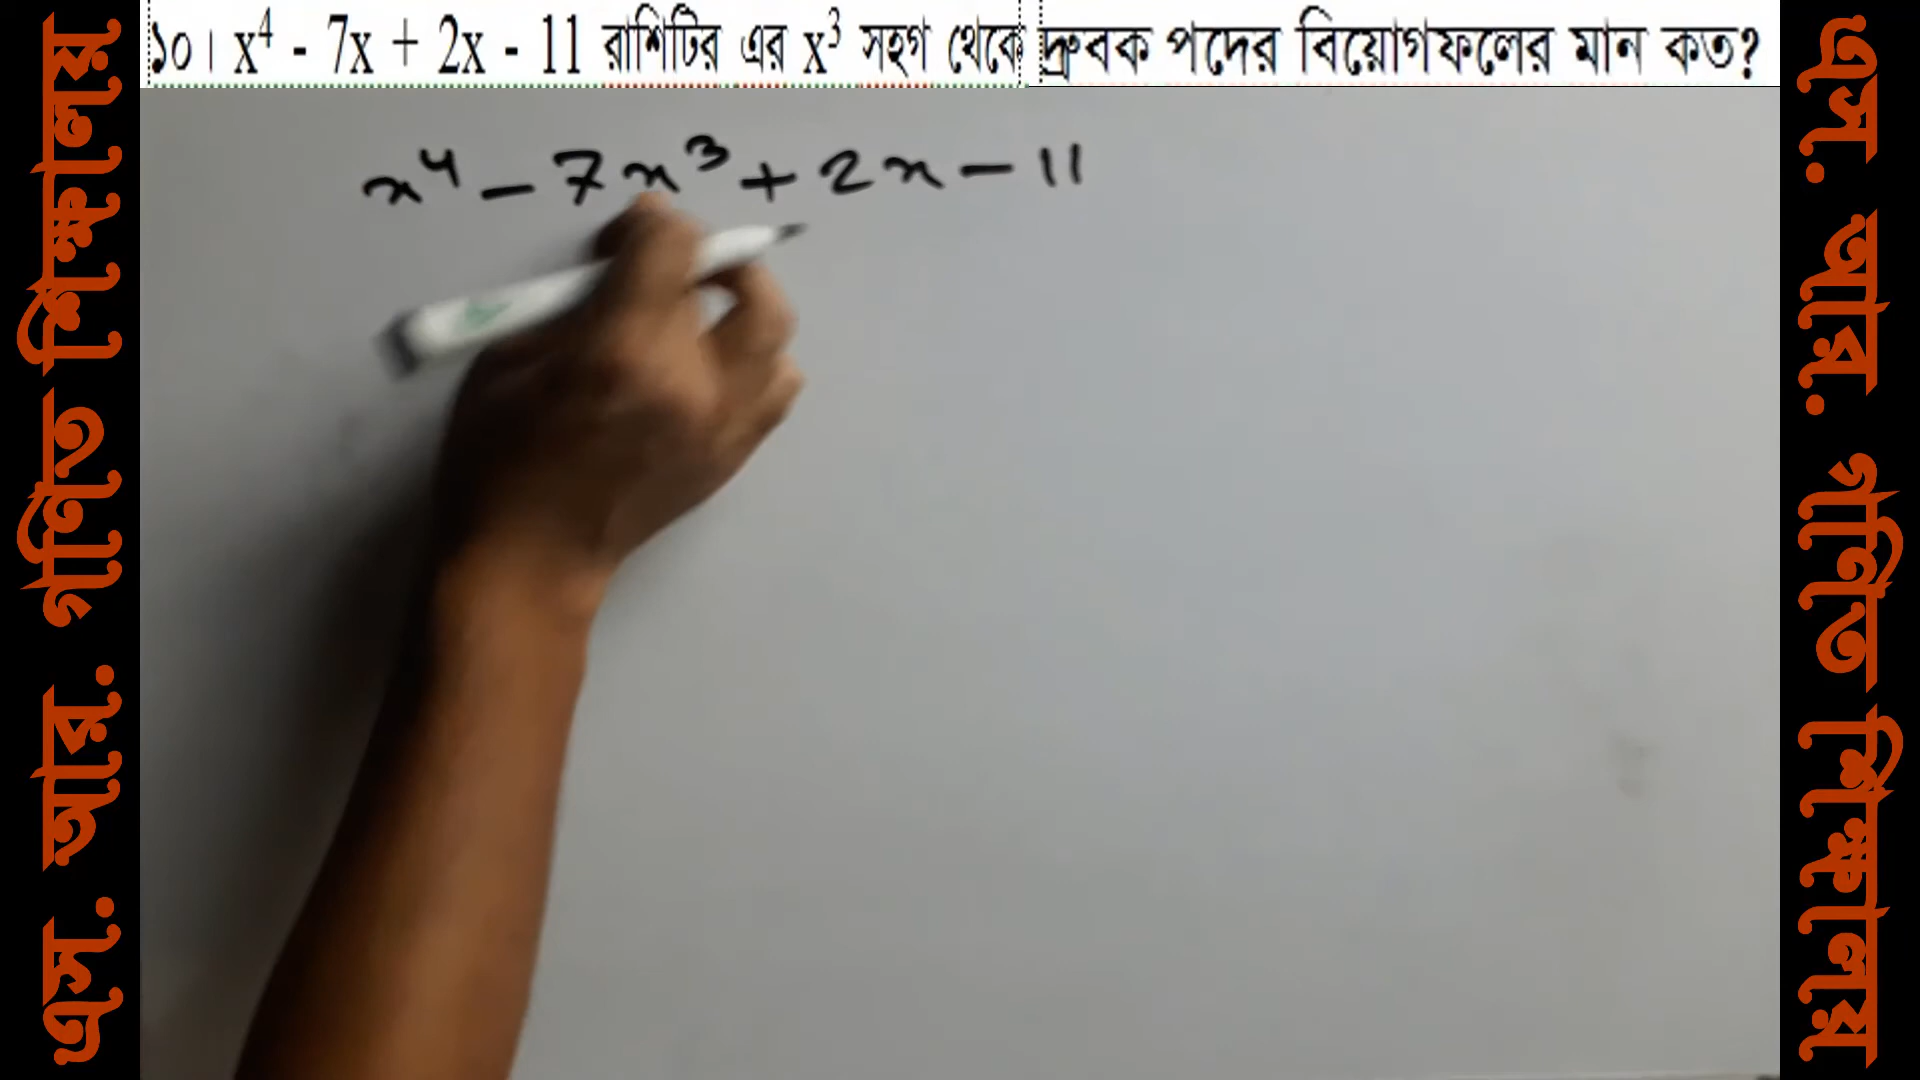 ১০। x⁴ - 7x + 2x - 11 রাশিটির এর x³ সহগ থেকে দ্রুবক পদের বিয়োগফলের মান কত?
x⁴ - 7x³ + 2x - 11
এস. আর. গণিত শিক্ষালয়
এস. আর. গণিত শিক্ষালয়